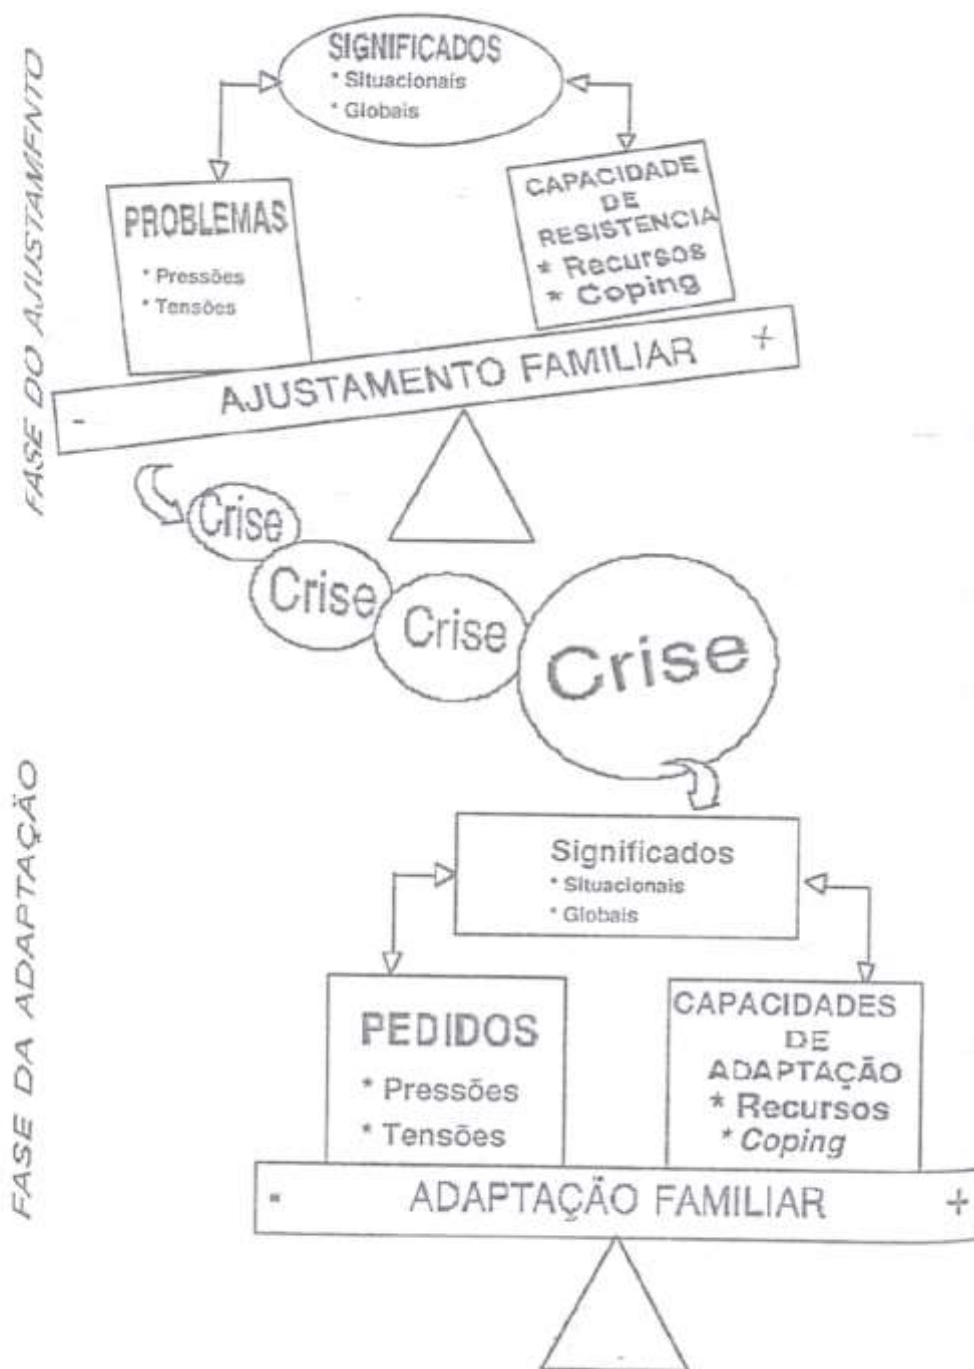 FASE DO AJUSTAMENTO
SIGNIFICADOS
* Situacionais
* Globais
PROBLEMAS
* Pressões
* Tensões
CAPACIDADE
DE
RESISTENCIA
* Recursos
* Coping
- AJUSTAMENTO FAMILIAR +
Crise
Crise
Crise
Crise
FASE DA ADAPTAÇÃO
Significados
* Situacionais
* Globais
PEDIDOS
* Pressões
* Tensões
CAPACIDADES
DE
ADAPTAÇÃO
* Recursos
* Coping
- ADAPTAÇÃO FAMILIAR +